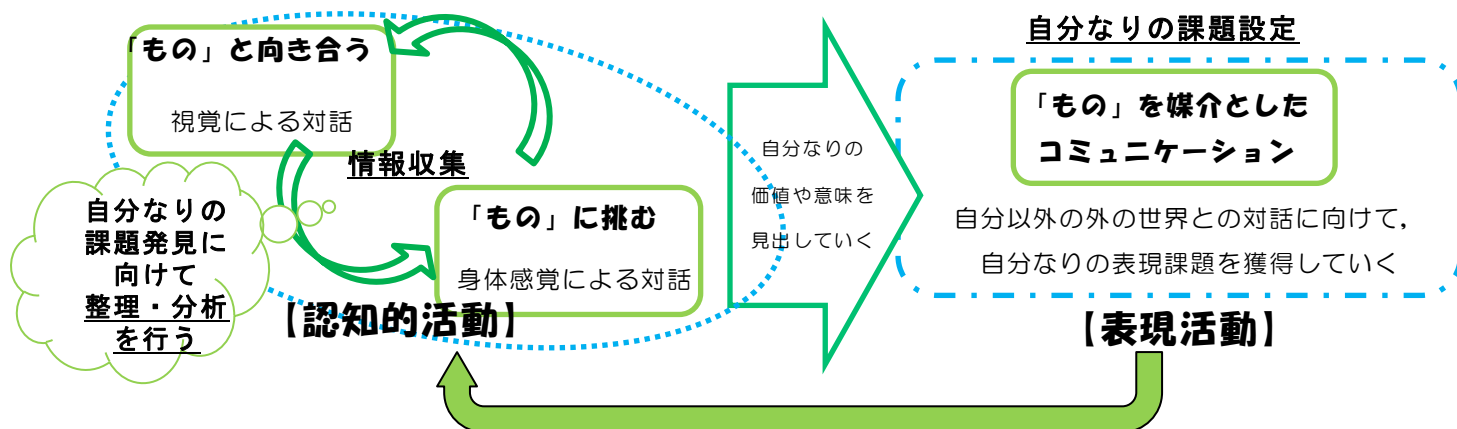 「もの」と向き合う
視覚による対話
情報収集
自分なりの
課題発見に
向けて
整理・分析
を行う
「もの」に挑む
身体感覚による対話
【認知的活動】
自分なりの
価値や意味を
見出していく
自分なりの課題設定
「もの」を媒介とした
コミュニケーション
自分以外の外の世界との対話に向けて,
自分なりの表現課題を獲得していく
【表現活動】